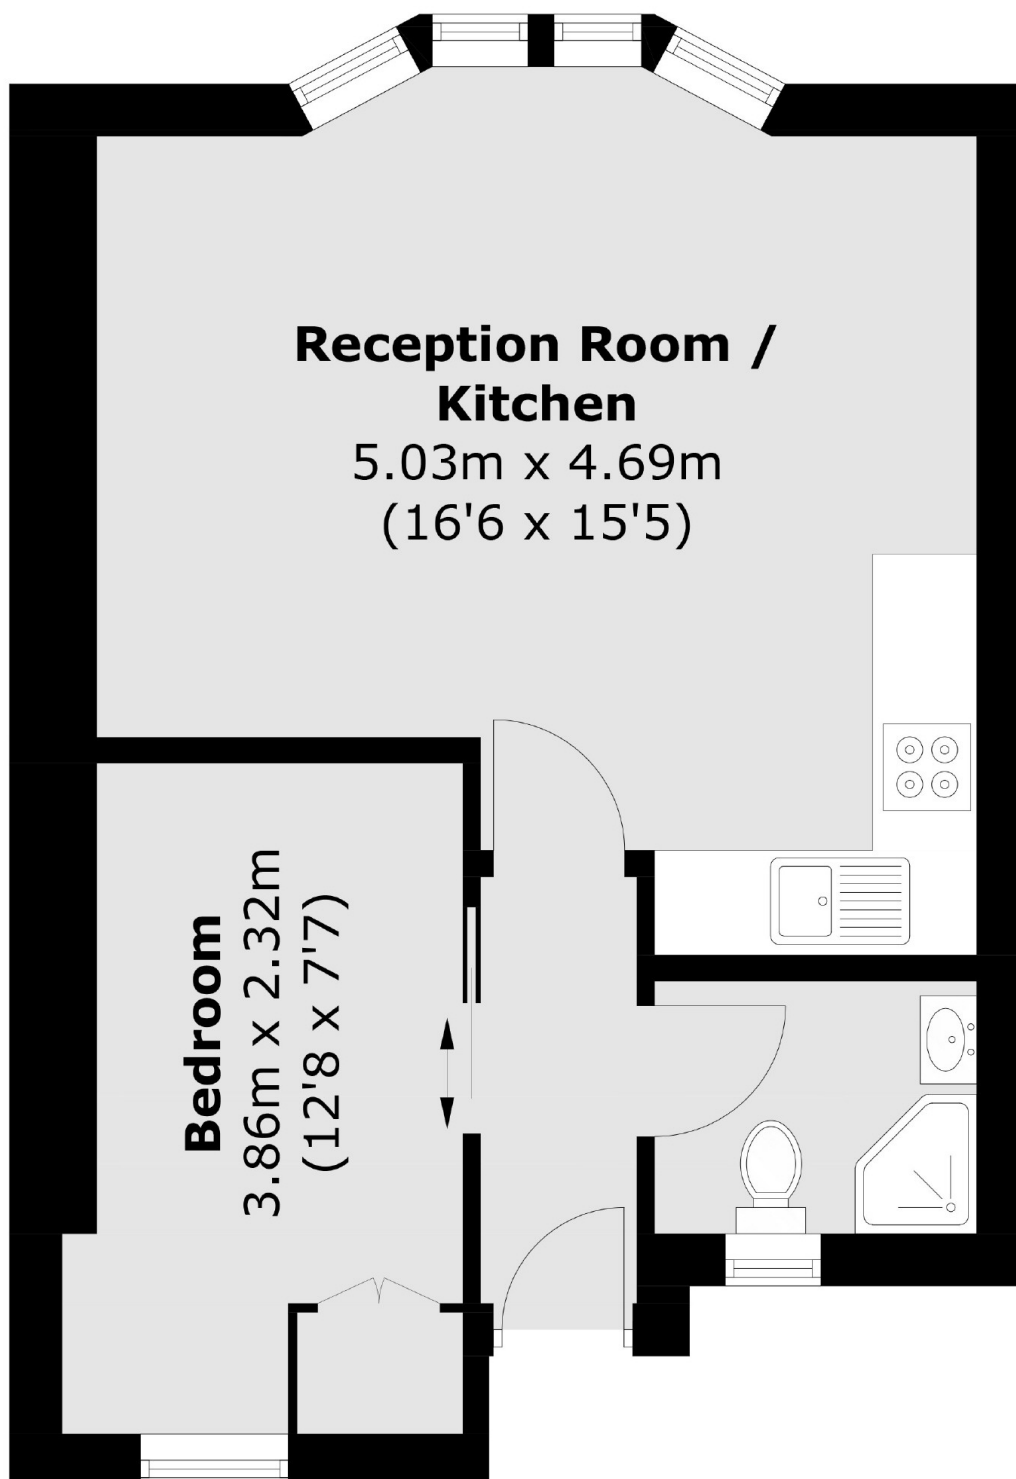 Reception Room /
Kitchen
5.03m x 4.69m
(16'6 x 15'5)
Bedroom
3.86m x 2.32m
(12'8 x 7'7)